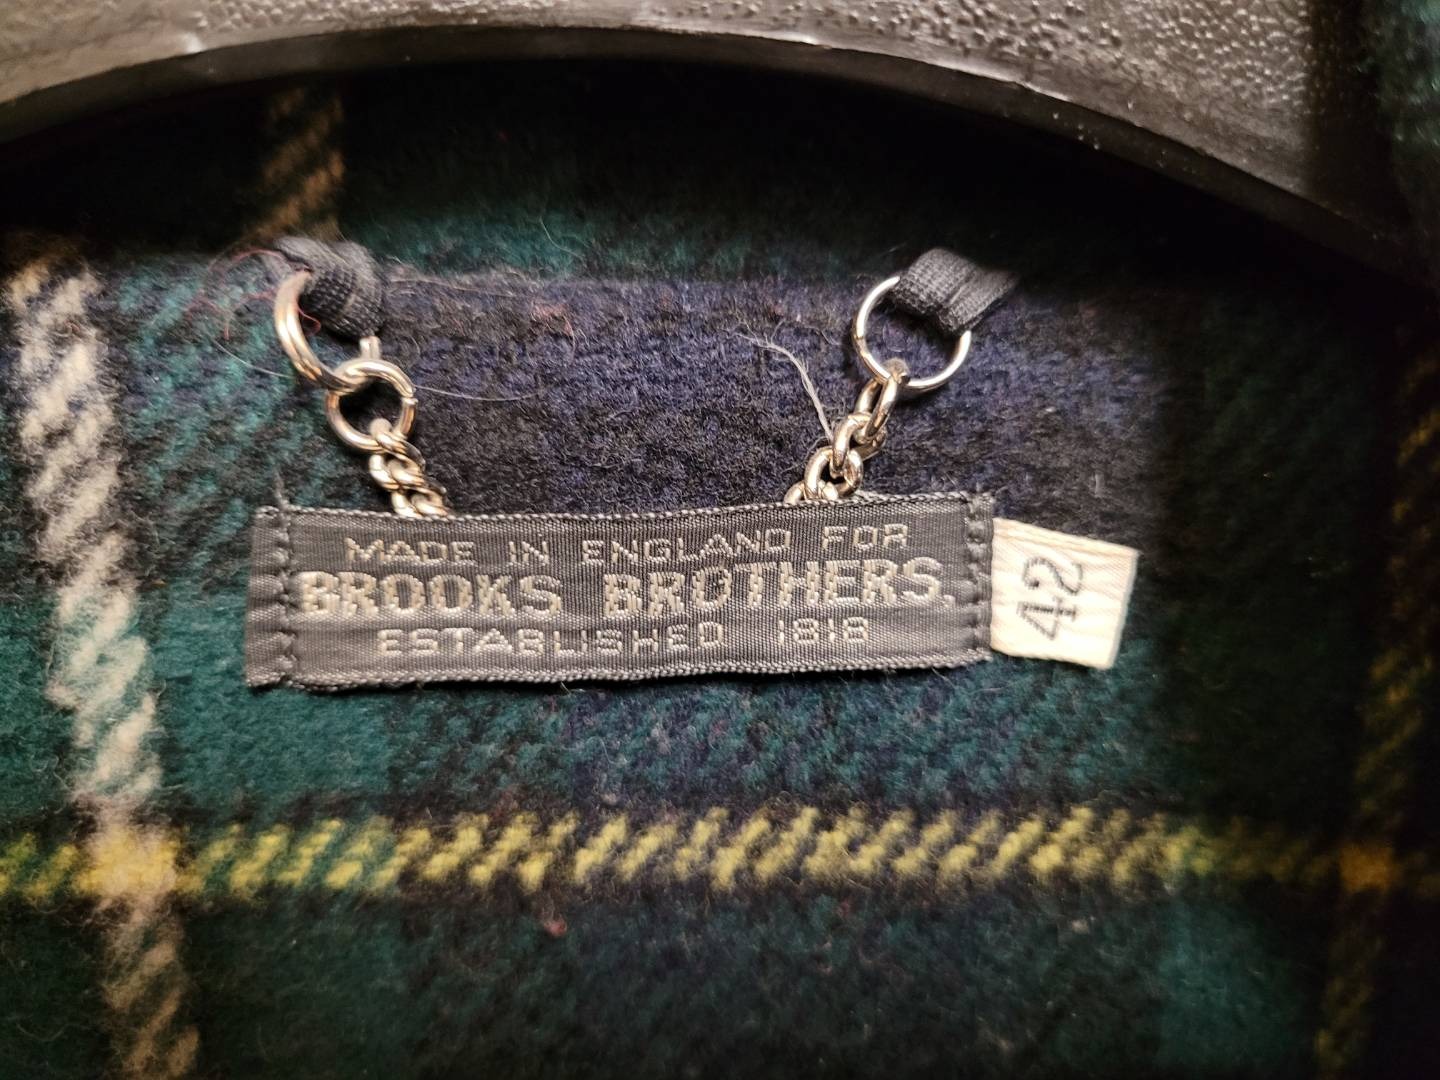 MADE IN ENGLAND FOR
BROOKS BROTHERS,
ESTABLISHED 1818
42